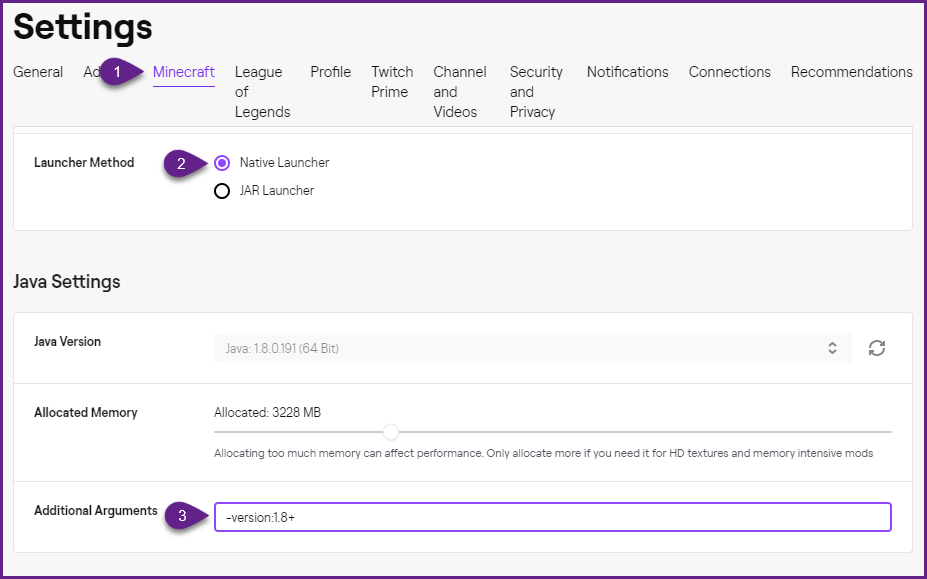 Settings
General Ad 1 Minecraft League of Legends Profile Twitch Prime Channel and Videos Security and Privacy Notifications Connections Recommendations
Launcher Method 2 Native Launcher
JAR Launcher
Java Settings
Java Version Java: 1.8.0.191 (64 Bit)
Allocated Memory Allocated: 3228 MB
Allocating too much memory can affect performance. Only allocate more if you need it for HD textures and memory intensive mods
Additional Arguments 3 -version:1.8+